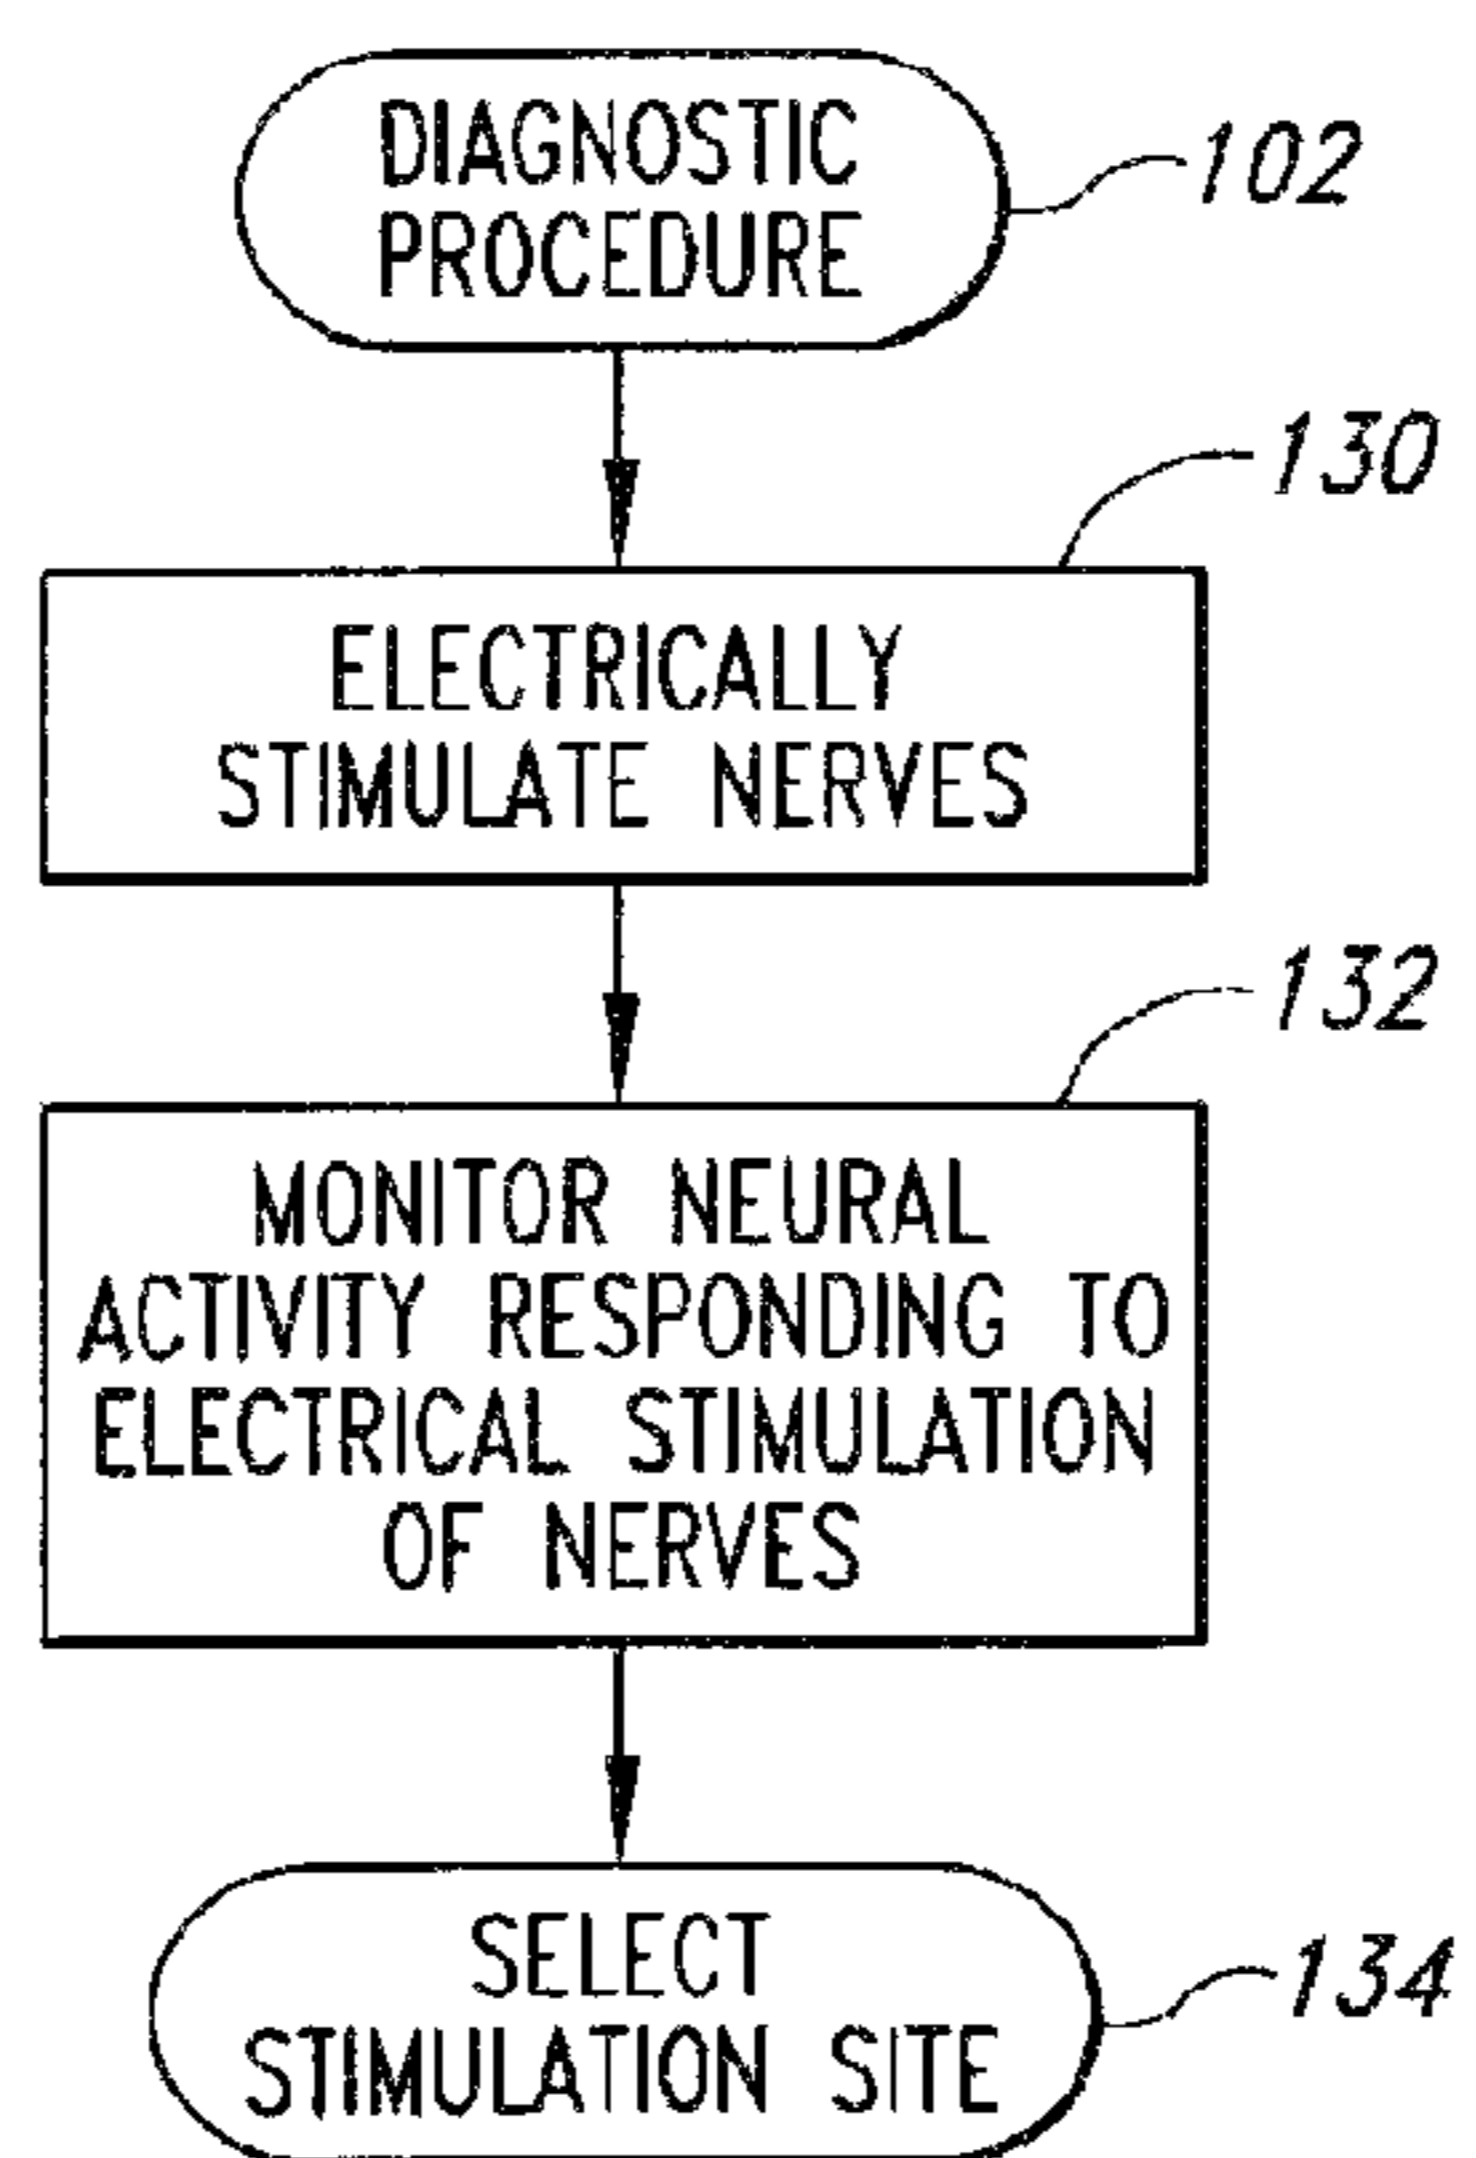 DIAGNOSTIC
PROCEDURE
102
130
ELECTRICALLY
STIMULATE NERVES
132
MONITOR NEURAL
ACTIVITY RESPONDING TO
ELECTRICAL STIMULATION
OF NERVES
SELECT
STIMULATION SITE
134